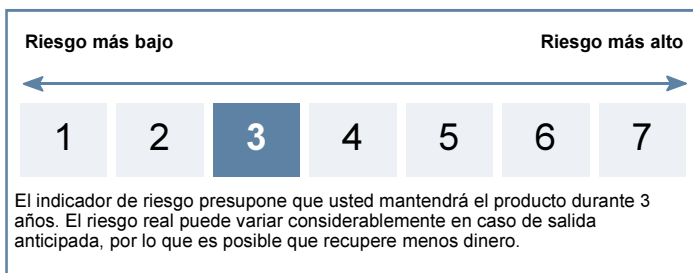 Riesgo más bajo Riesgo más alto
1 2 3 4 5 6 7
El indicador de riesgo presupone que usted mantendrá el producto durante 3
años. El riesgo real puede variar considerablemente en caso de salida
anticipada, por lo que es posible que recupere menos dinero.